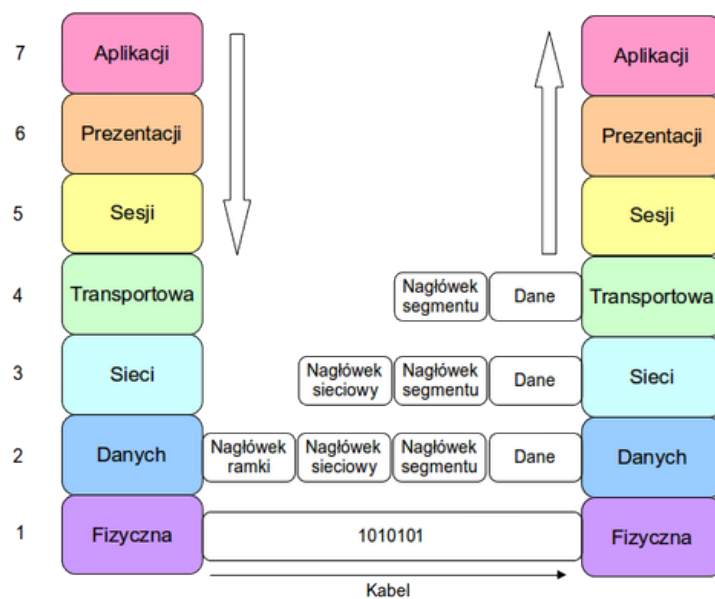 7
Aplikacji
Aplikacji
6
Prezentacji
Prezentacji
5
Sesji
Sesji
4
Transportowa
Nagłówek
segmentu
Dane
Transportowa
3
Sieci
Nagłówek
sieciowy
Nagłówek
segmentu
Dane
Sieci
2
Danych
Nagłówek
ramki
Nagłówek
sieciowy
Nagłówek
segmentu
Dane
Danych
1
Fizyczna
1010101
Fizyczna
Kabel